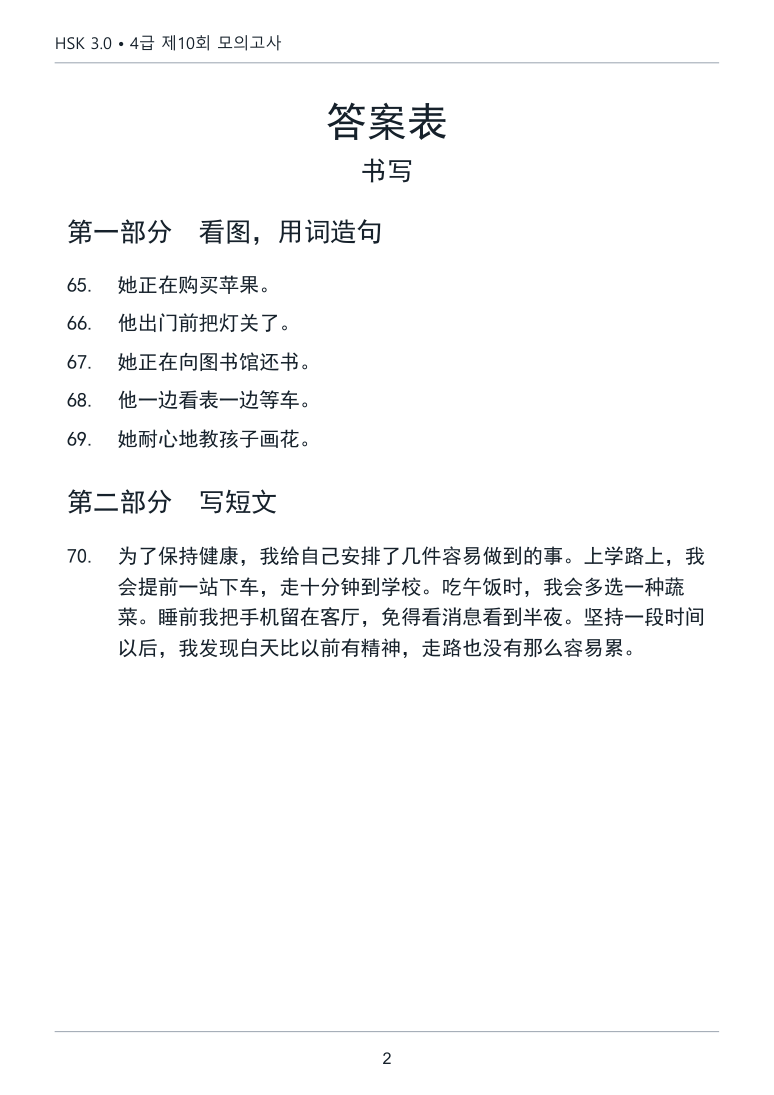 HSK 3.0 • 4급 제10회 모의고사
答案表
书写
第一部分　看图，用词造句
65. 她正在购买苹果。
66. 他出门前把灯关了。
67. 她正在向图书馆还书。
68. 他一边看表一边等车。
69. 她耐心地教孩子画花。
第二部分　写短文
70. 为了保持健康，我给自己安排了几件容易做到的事。上学路上，我
会提前一站下车，走十分钟到学校。吃午饭时，我会多选一种蔬
菜。睡前我把手机留在客厅，免得看消息看到半夜。坚持一段时间
以后，我发现白天比以前有精神，走路也没有那么容易累。
2